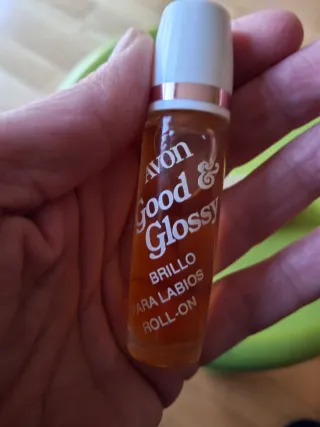 Avon
Good &
Glossy
BRILLO
ARA LABIOS
ROLL-ON